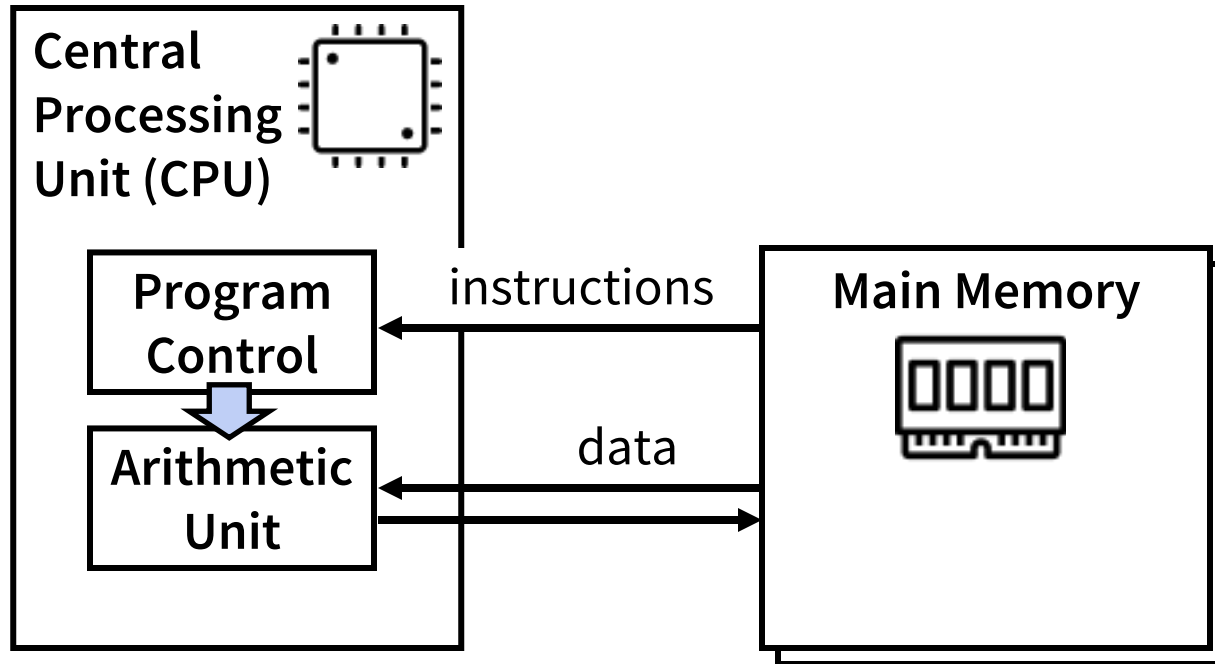 Central
Processing
Unit (CPU)
Program
Control
instructions
Main Memory
data
Arithmetic
Unit